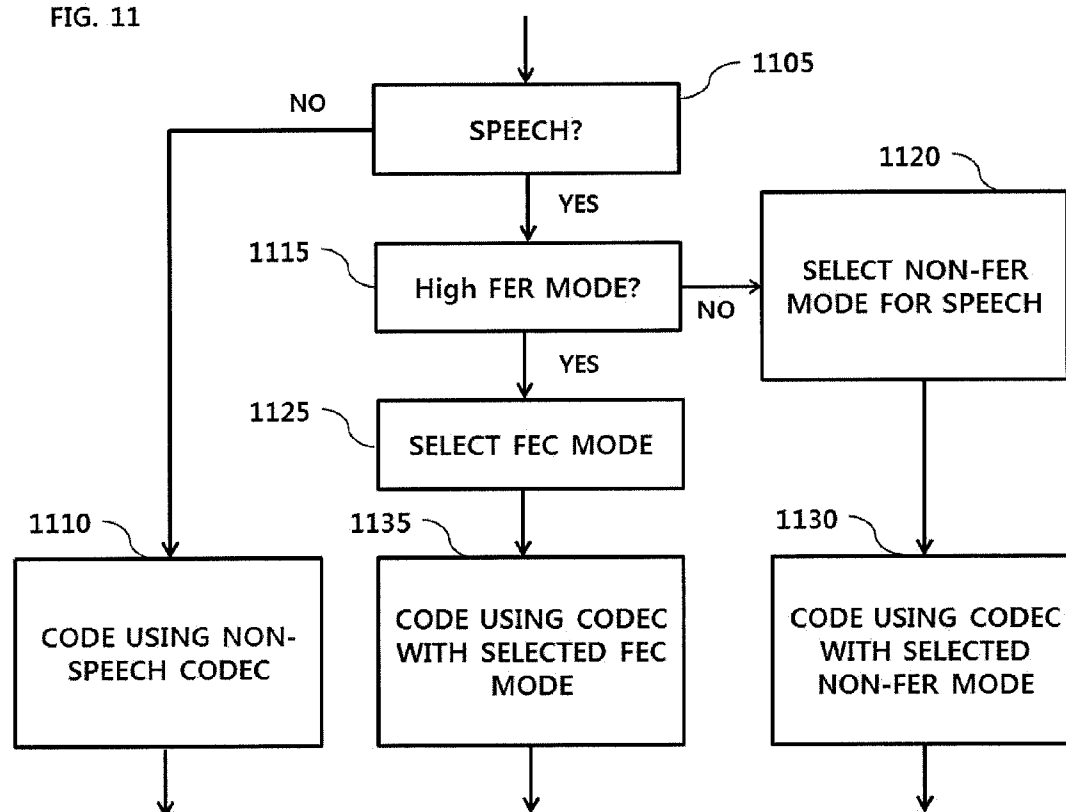 FIG. 11
1105
NO
SPEECH?
1120
YES
1115
High FER MODE?
NO
SELECT NON-FER
MODE FOR SPEECH
YES
1125
SELECT FEC MODE
1110
1135
1130
CODE USING NON-
SPEECH CODEC
CODE USING CODEC
WITH SELECTED FEC
MODE
CODE USING CODEC
WITH SELECTED
NON-FER MODE